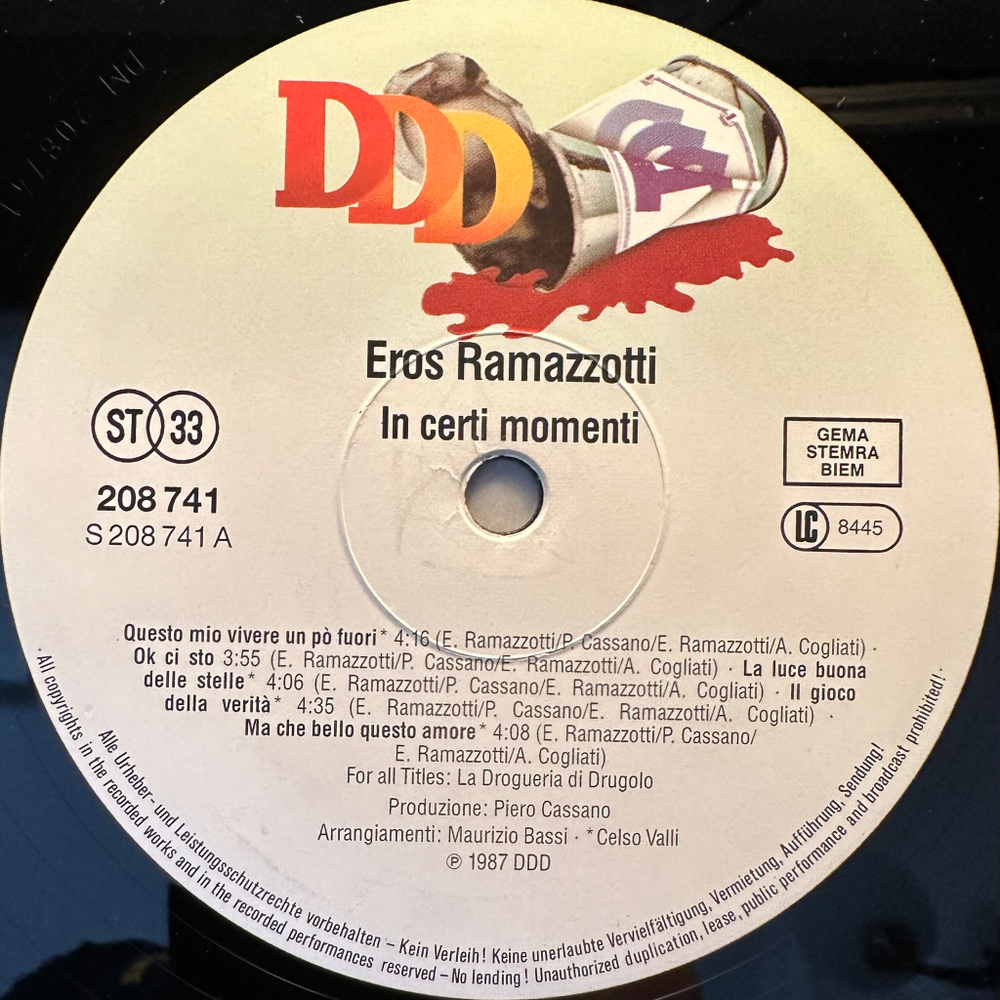 DDD
Eros Ramazzotti
In certi momenti
ST 33
208 741
S 208 741 A
GEMA
STEMRA
BIEM
LC 8445
Questo mio vivere un pò fuori* 4:16 (E. Ramazzotti/P. Cassano/E. Ramazzotti/A. Cogliati) ·
Ok ci sto 3:55 (E. Ramazzotti/P. Cassano/E. Ramazzotti/A. Cogliati) · La luce buona
delle stelle* 4:06 (E. Ramazzotti/P. Cassano/E. Ramazzotti/A. Cogliati) · Il gioco
della verità* 4:35 (E. Ramazzotti/P. Cassano/E. Ramazzotti/A. Cogliati) ·
Ma che bello questo amore* 4:08 (E. Ramazzotti/P. Cassano/
E. Ramazzotti/A. Cogliati)
For all Titles: La Drogueria di Drugolo
Produzione: Piero Cassano
Arrangiamenti: Maurizio Bassi · *Celso Valli
℗ 1987 DDD
Alle Urheber- und Leistungsschutzrechte vorbehalten – Kein Verleih! Keine unerlaubte Vervielfältigung, Vermietung, Aufführung, Sendung!
· All copyrights in the recorded works and in the recorded performances reserved – No lending! Unauthorized duplication, lease, public performance and broadcast prohibited! ·